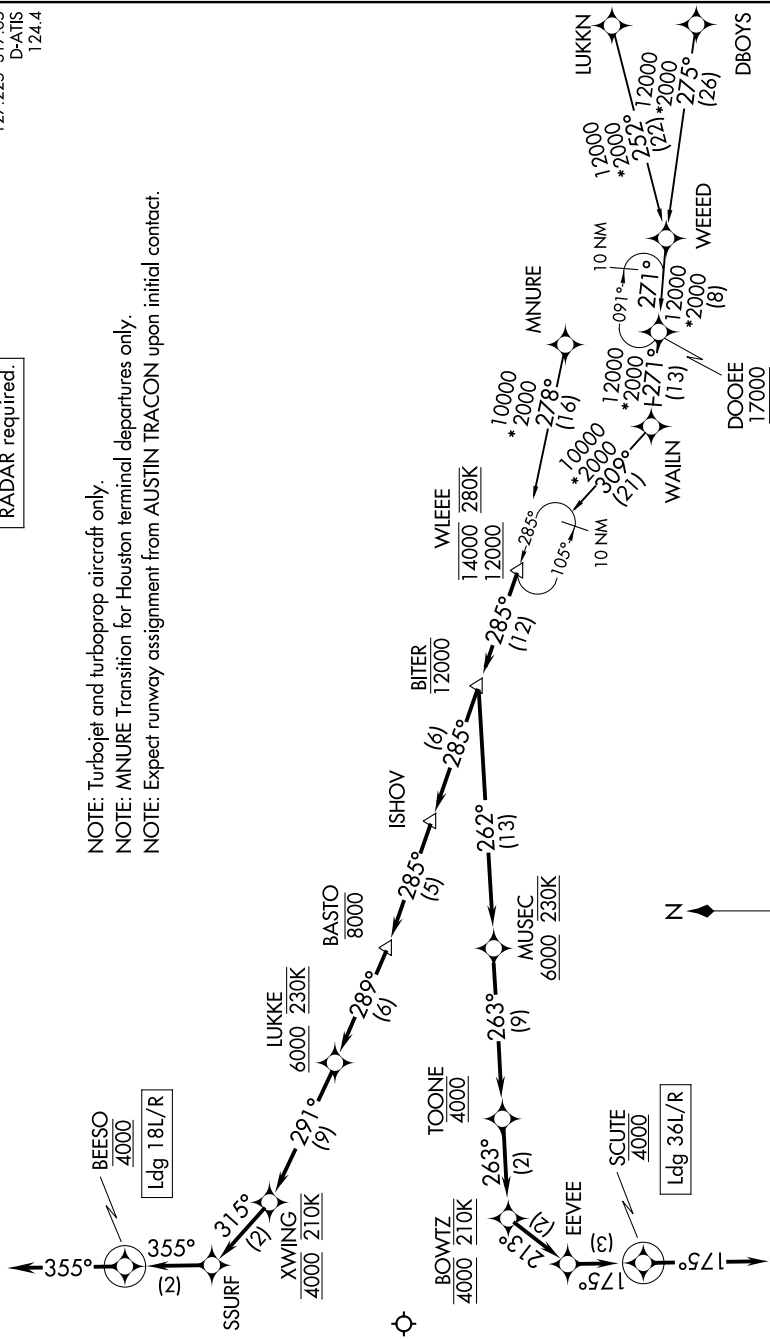 127.225 317.65
D-ATIS
124.4
RADAR required.
NOTE: Turbojet and turboprop aircraft only.
NOTE: MNURE Transition for Houston terminal departures only.
NOTE: Expect runway assignment from AUSTIN TRACON upon initial contact.
LUKKN
12000
*2000
252°
(22)
DBOYS
12000
*2000
275°
(26)
WEEED
10 NM
091°
271°
12000
*2000
(8)
DOOEE
17000
12000
*2000
271°
(13)
WAILN
10000
*2000
309°
(21)
MNURE
10000
*2000
278°
(16)
WLEEE
14000 280K
12000
285°
105°
10 NM
285°
(12)
BITER
12000
285°
(6)
ISHOV
285°
(5)
BASTO
8000
289°
(6)
LUKKE
6000 230K
291°
(9)
XWING
4000 210K
315°
(2)
SSURF
355°
(2)
BEESO
4000
Ldg 18L/R
355°
262°
(13)
MUSEC
6000 230K
263°
(9)
TOONE
4000
263°
(2)
BOWTZ
4000 210K
213°
(2)
EEVEE
175°
(3)
SCUTE
4000
Ldg 36L/R
175°
N